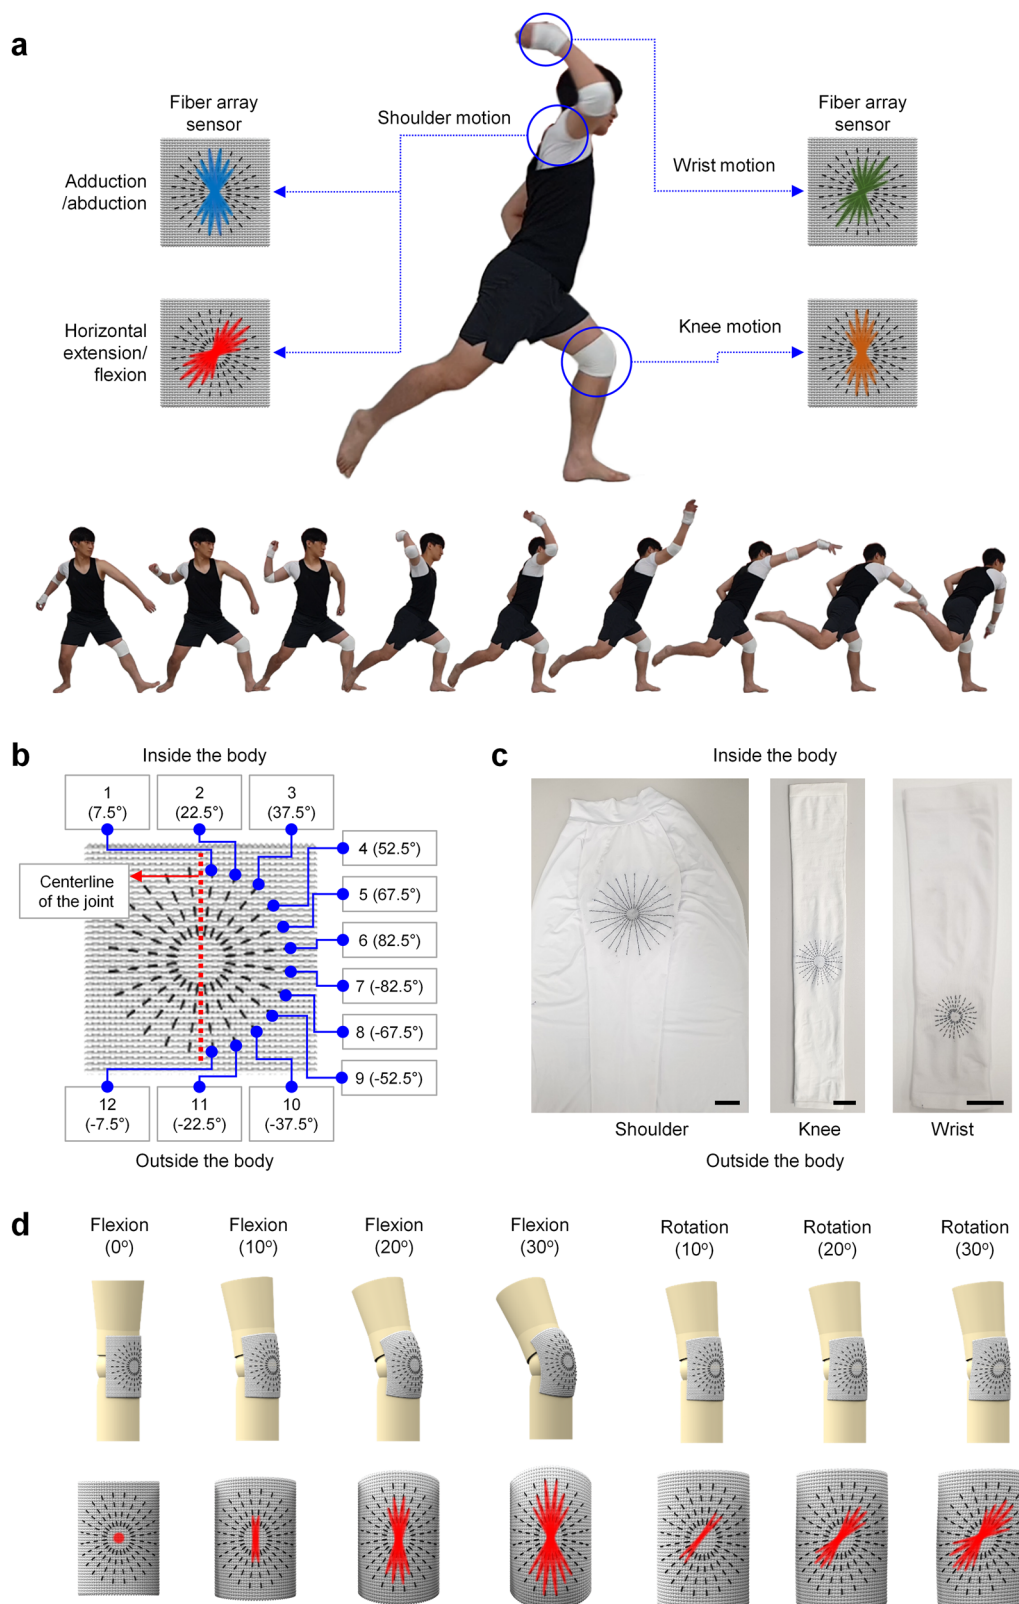 a
Fiber array
sensor
Shoulder motion
Fiber array
sensor
Adduction
/abduction
Wrist motion
Horizontal
extension/
flexion
Knee motion
b
Inside the body
1
(7.5°)
2
(22.5°)
3
(37.5°)
4 (52.5°)
Centerline
of the joint
5 (67.5°)
6 (82.5°)
7 (-82.5°)
8 (-67.5°)
9 (-52.5°)
12
(-7.5°)
11
(-22.5°)
10
(-37.5°)
Outside the body
c
Inside the body
Shoulder
Knee
Wrist
Outside the body
d
Flexion
(0°)
Flexion
(10°)
Flexion
(20°)
Flexion
(30°)
Rotation
(10°)
Rotation
(20°)
Rotation
(30°)